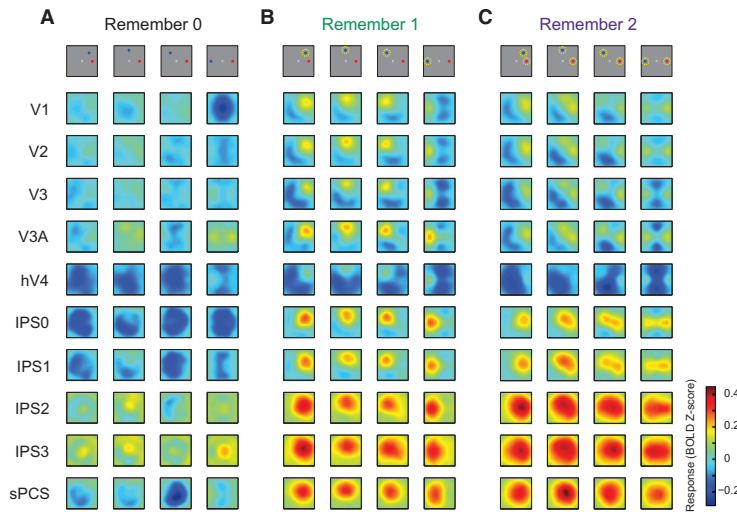 A Remember 0
B Remember 1
C Remember 2
V1
V2
V3
V3A
hV4
IPS0
IPS1
IPS2
IPS3
sPCS
Response (BOLD Z-score)
0.4
0.2
0
−0.2